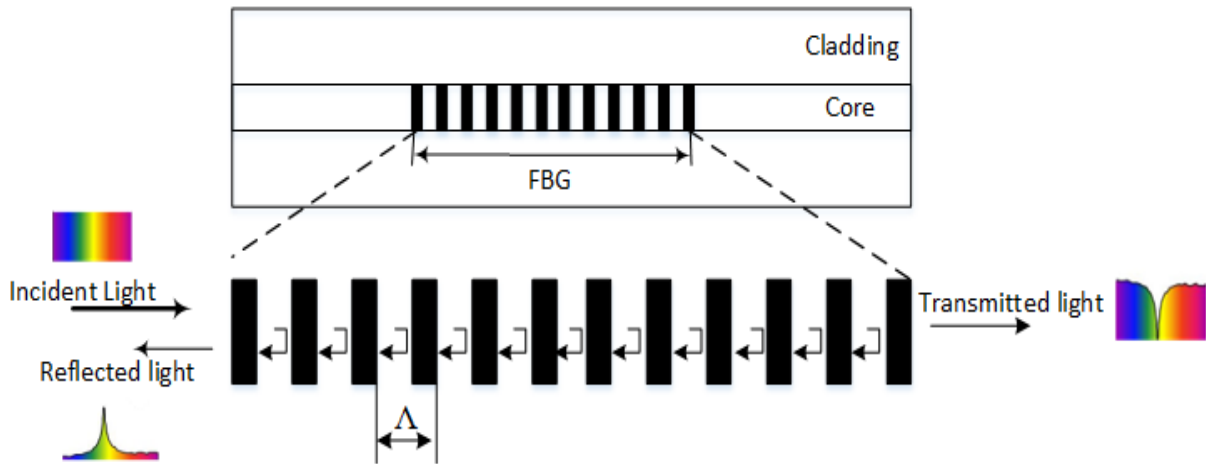 Cladding
Core
FBG
Incident Light
Transmitted light
Reflected light
Λ